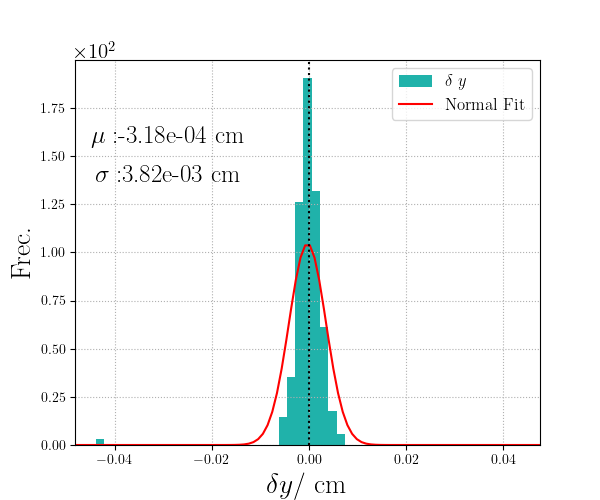 ×10²
δ y
Normal Fit
μ :-3.18e-04 cm
σ :3.82e-03 cm
Frec.
1.75
1.50
1.25
1.00
0.75
0.50
0.25
0.00
−0.04 −0.02 0.00 0.02 0.04
δy/ cm